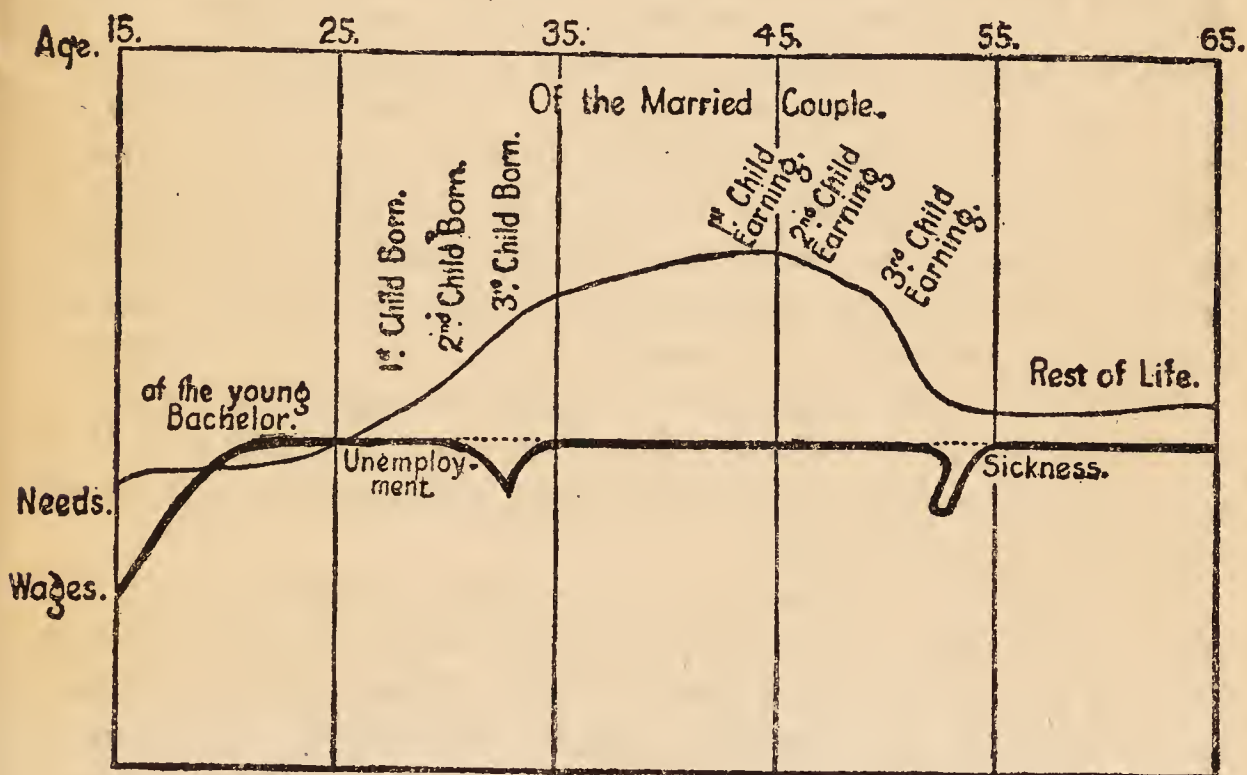 Age. 15. 25. 35. 45. 55. 65.
Of the Married Couple.
1st Child Born.
2nd Child Born.
3rd Child Born.
1st Child
Earning.
2nd Child
Earning
3rd Child
Earning.
of the young
Bachelor.
Rest of Life.
Unemploy-
ment.
Sickness.
Needs.
Wages.